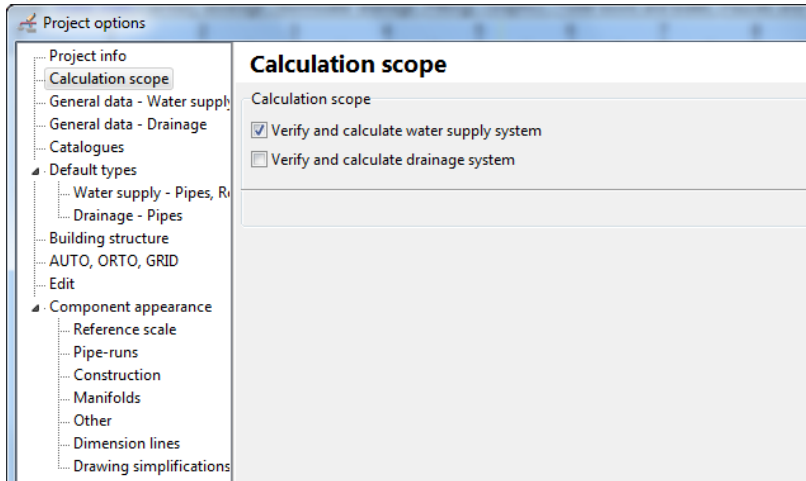 Project options
Project info
Calculation scope
General data - Water supply
General data - Drainage
Catalogues
Default types
Water supply - Pipes, R
Drainage - Pipes
Building structure
AUTO, ORTO, GRID
Edit
Component appearance
Reference scale
Pipe-runs
Construction
Manifolds
Other
Dimension lines
Drawing simplifications
Calculation scope
Calculation scope
Verify and calculate water supply system
Verify and calculate drainage system